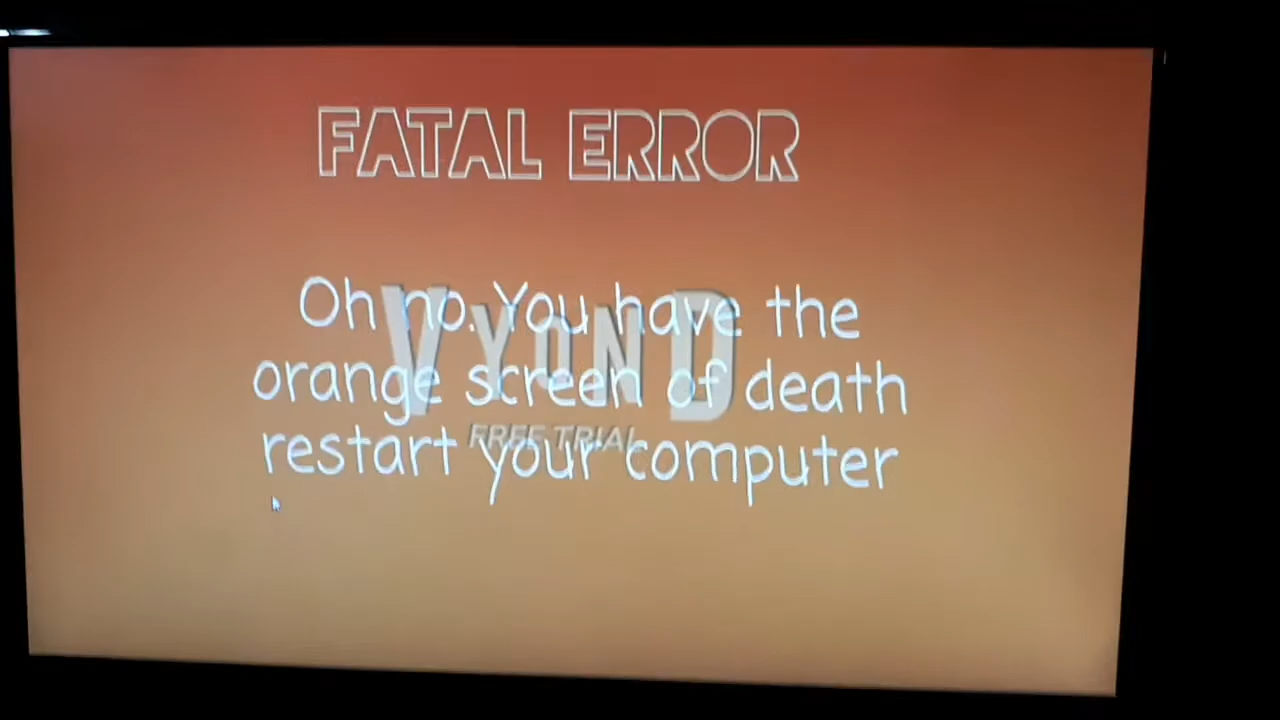 FATAL ERROR
Oh no. You have the
orange screen of death
restart your computer
VYOND
FREE TRIAL